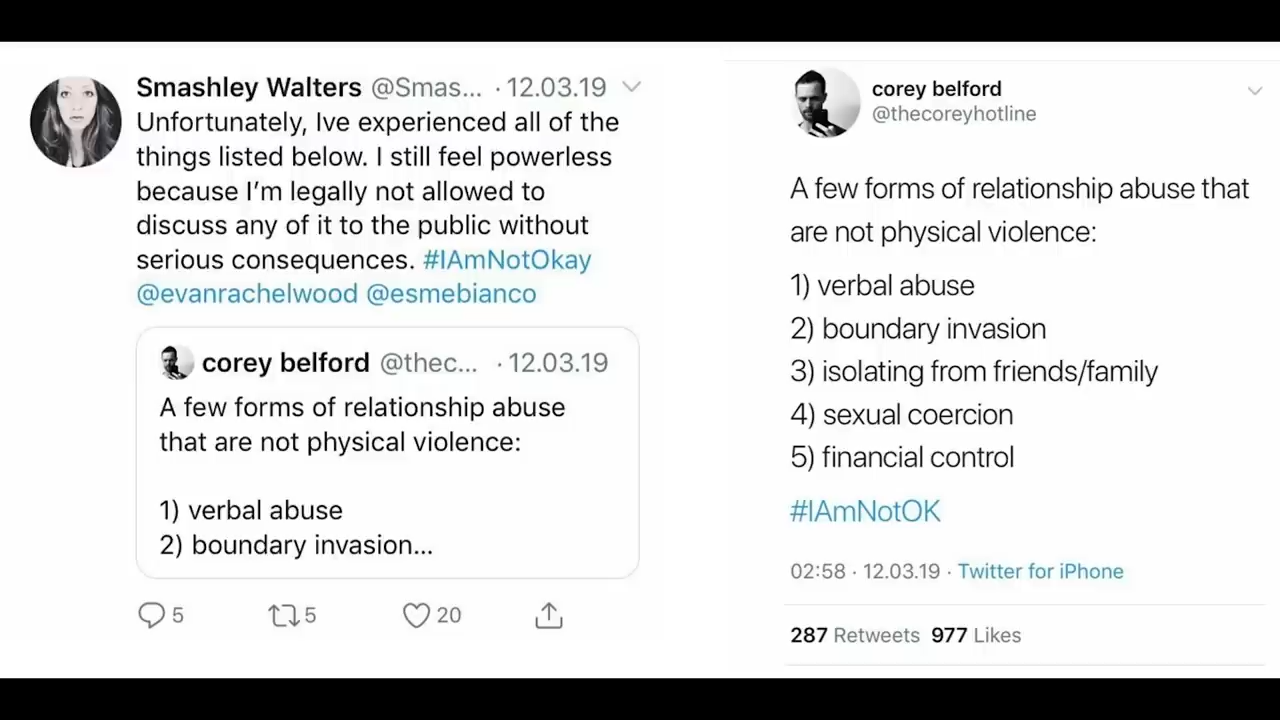 Smashley Walters @Smas... · 12.03.19
Unfortunately, Ive experienced all of the
things listed below. I still feel powerless
because I'm legally not allowed to
discuss any of it to the public without
serious consequences. #IAmNotOkay
@evanrachelwood @esmebianco
corey belford @thec... · 12.03.19
A few forms of relationship abuse
that are not physical violence:
1) verbal abuse
2) boundary invasion...
5 5 20
corey belford
@thecoreyhotline
A few forms of relationship abuse that
are not physical violence:
1) verbal abuse
2) boundary invasion
3) isolating from friends/family
4) sexual coercion
5) financial control
#IAmNotOK
02:58 · 12.03.19 · Twitter for iPhone
287 Retweets 977 Likes